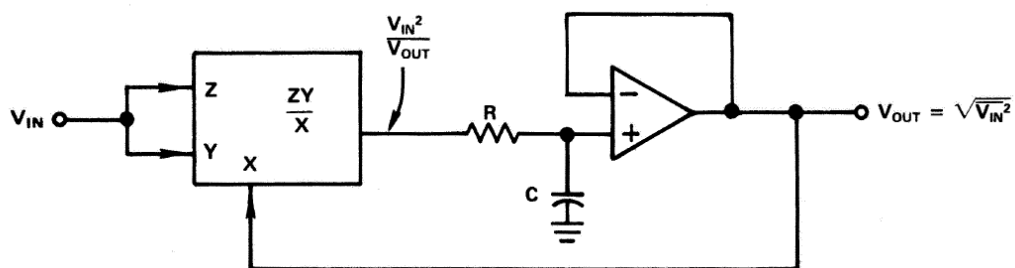 V_IN²
V_OUT
V_IN
Z
ZY
X
Y
X
R
C
−
+
V_OUT = √V_IN²